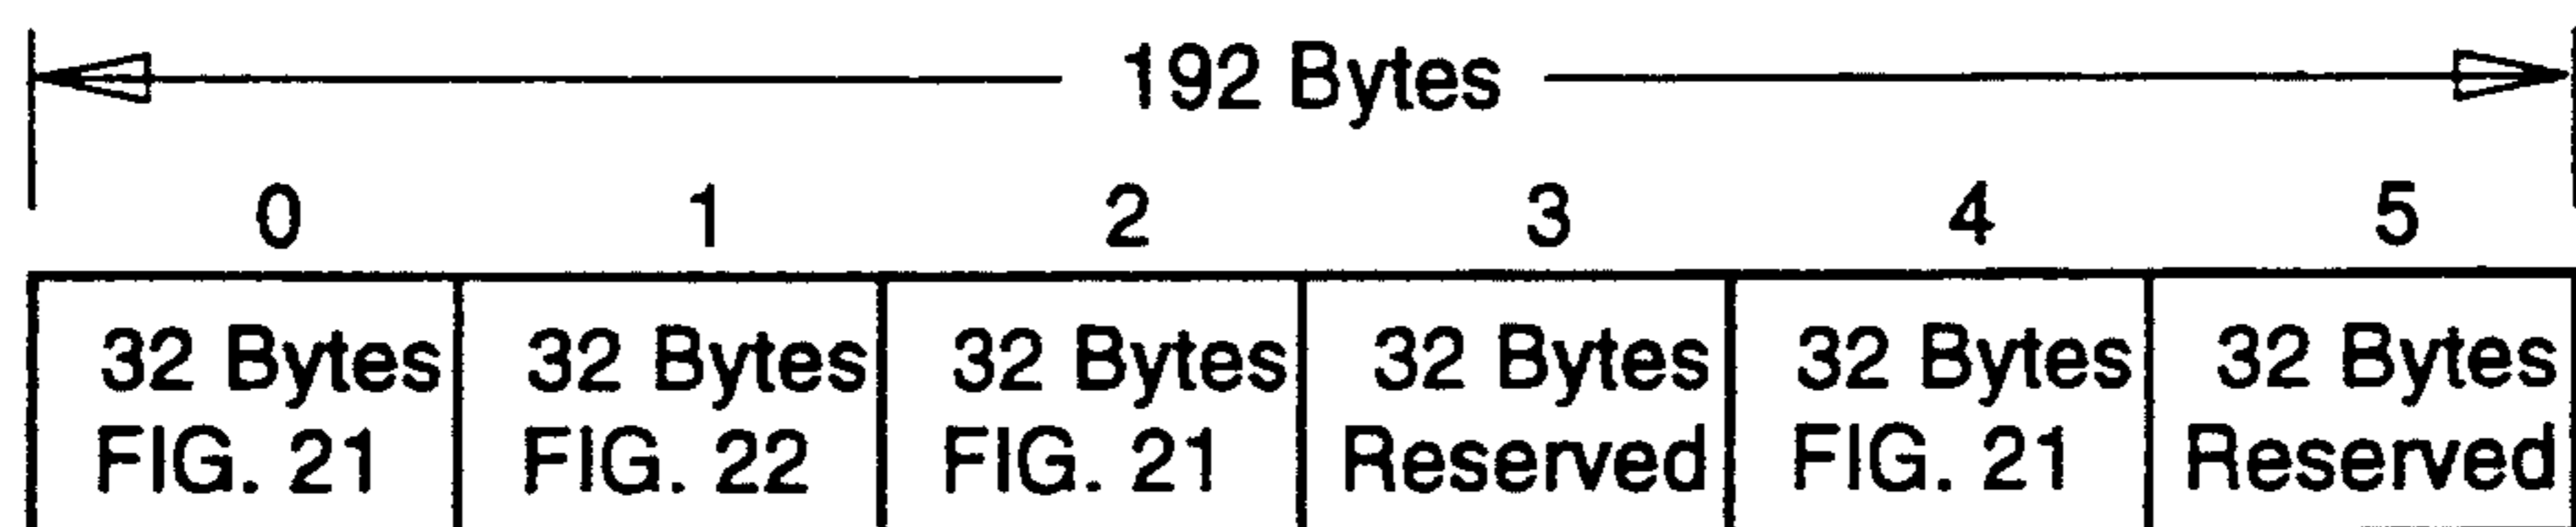 192 Bytes
0 1 2 3 4 5
32 Bytes 32 Bytes 32 Bytes 32 Bytes 32 Bytes 32 Bytes
FIG. 21 FIG. 22 FIG. 21 Reserved FIG. 21 Reserved